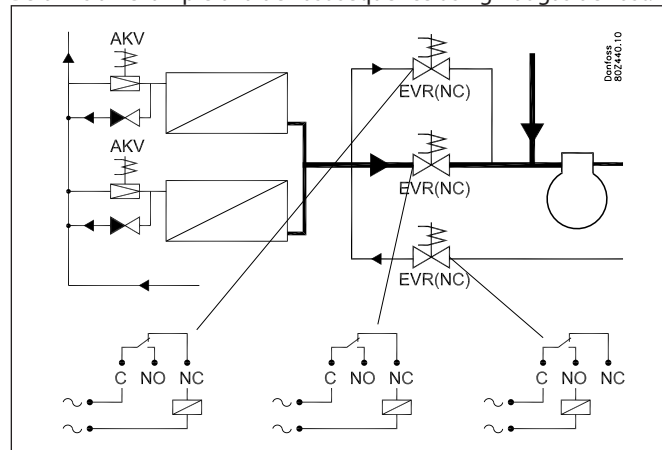 AKV
EVR(NC)
Danfoss
80Z440.10
AKV
EVR(NC)
EVR(NC)
C NO NC
C NO NC
C NO NC